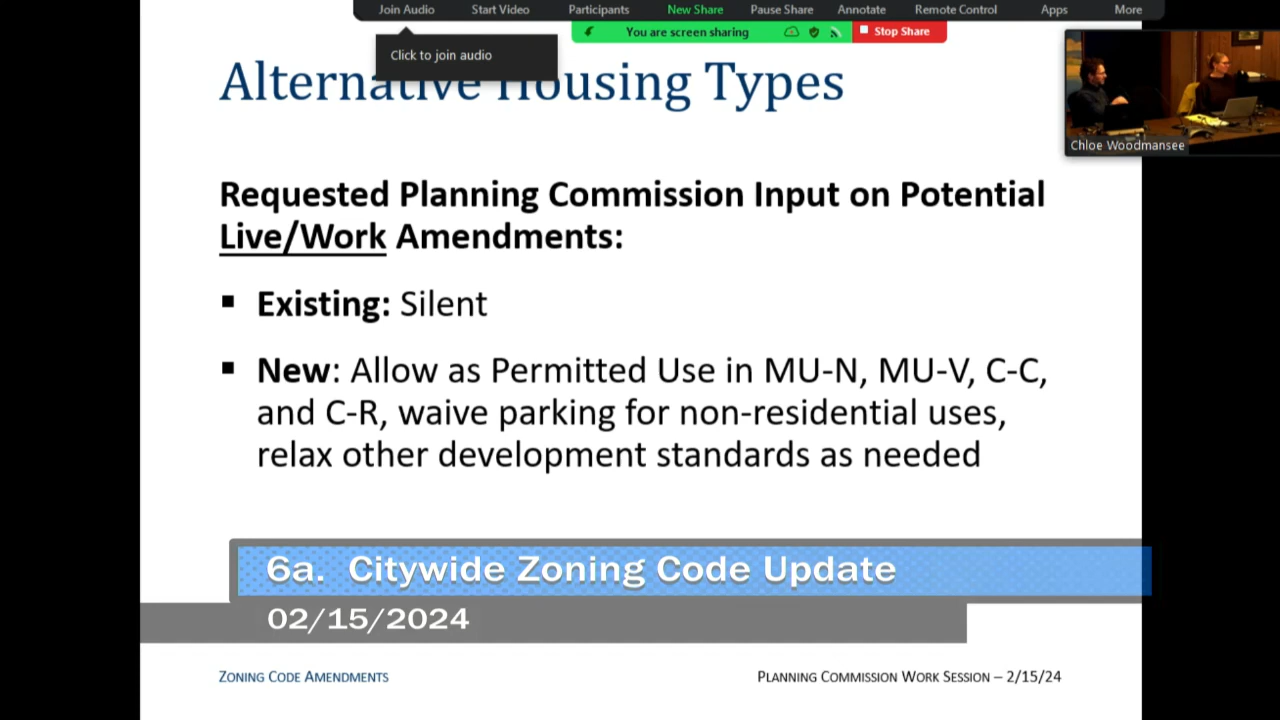 Join Audio Start Video Participants New Share Pause Share Annotate Remote Control Apps More
You are screen sharing Stop Share
Click to join audio
Alternative Housing Types
Chloe Woodmansee
Requested Planning Commission Input on Potential
Live/Work Amendments:
▪ Existing: Silent
▪ New: Allow as Permitted Use in MU-N, MU-V, C-C,
and C-R, waive parking for non-residential uses,
relax other development standards as needed
6a. Citywide Zoning Code Update
02/15/2024
ZONING CODE AMENDMENTS PLANNING COMMISSION WORK SESSION – 2/15/24